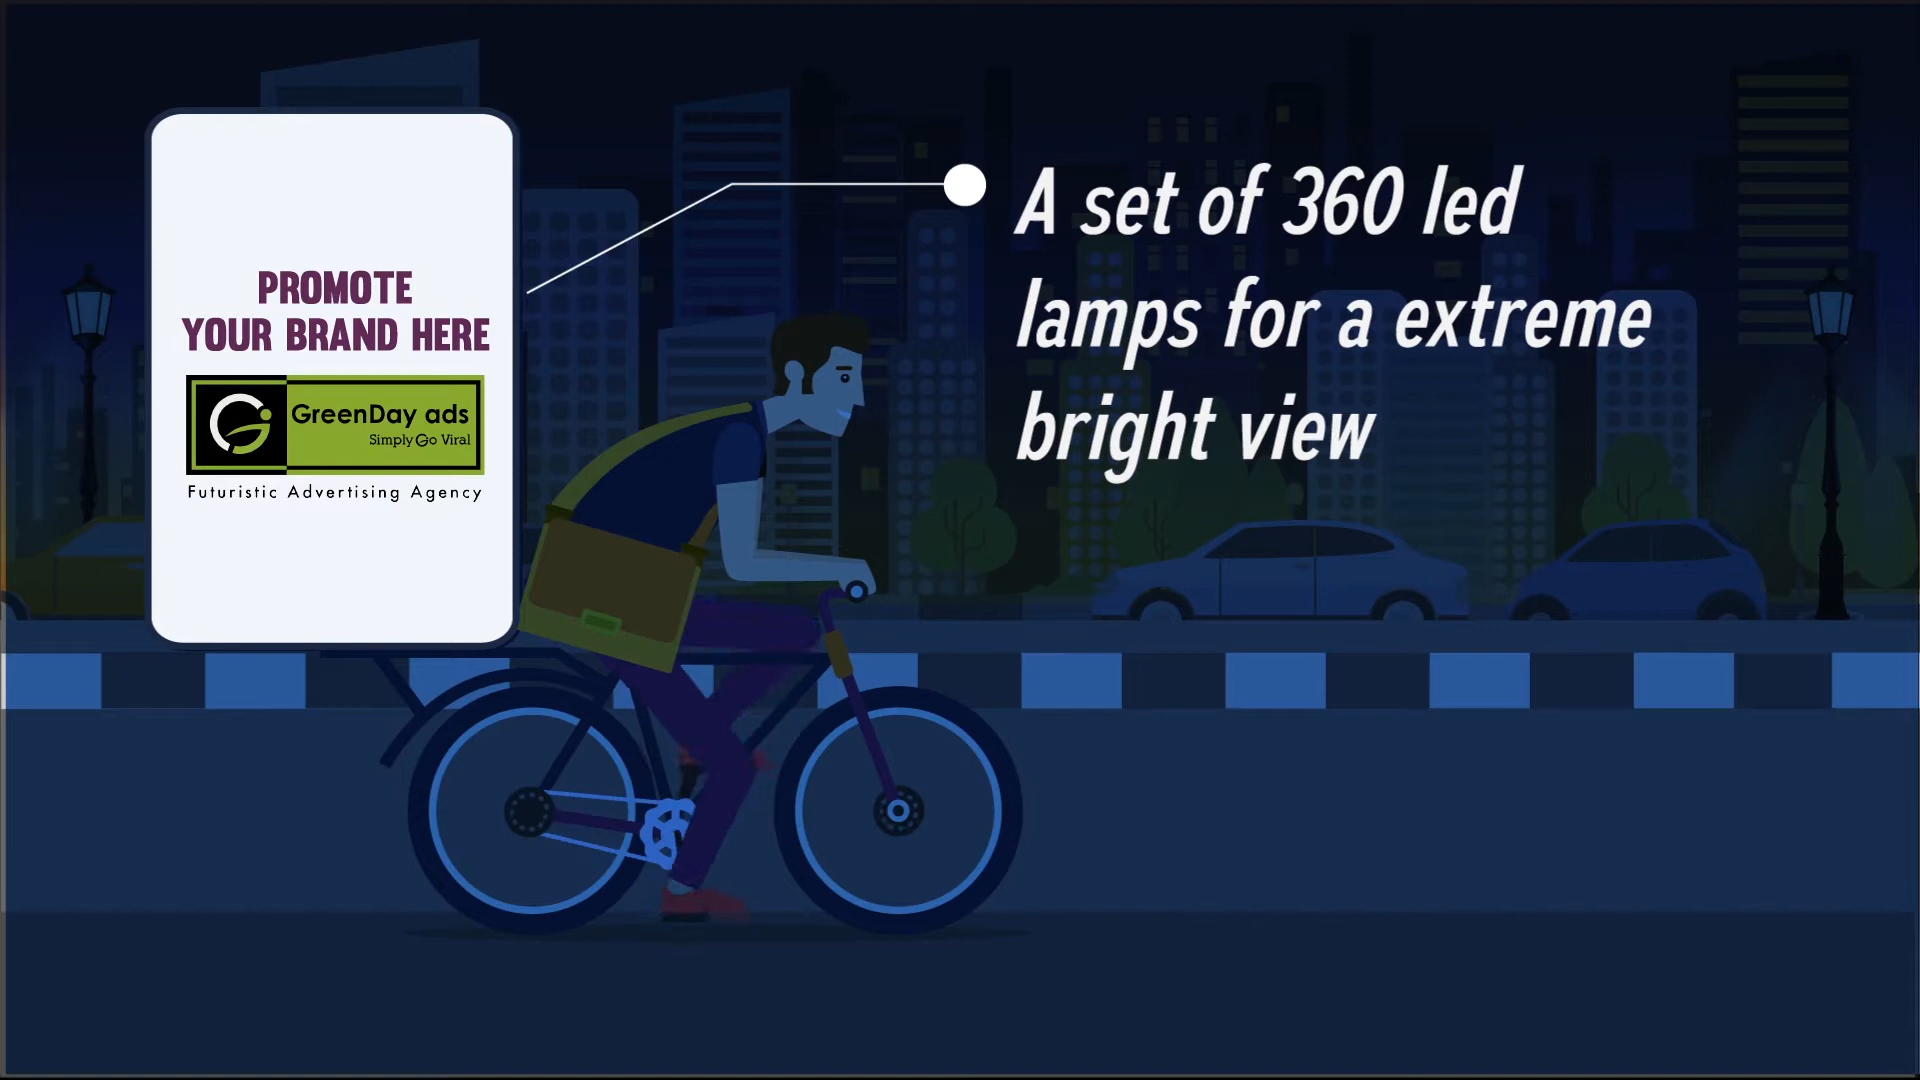 PROMOTE
YOUR BRAND HERE
GreenDay ads
Simply Go Viral
Futuristic Advertising Agency
A set of 360 led
lamps for a extreme
bright view